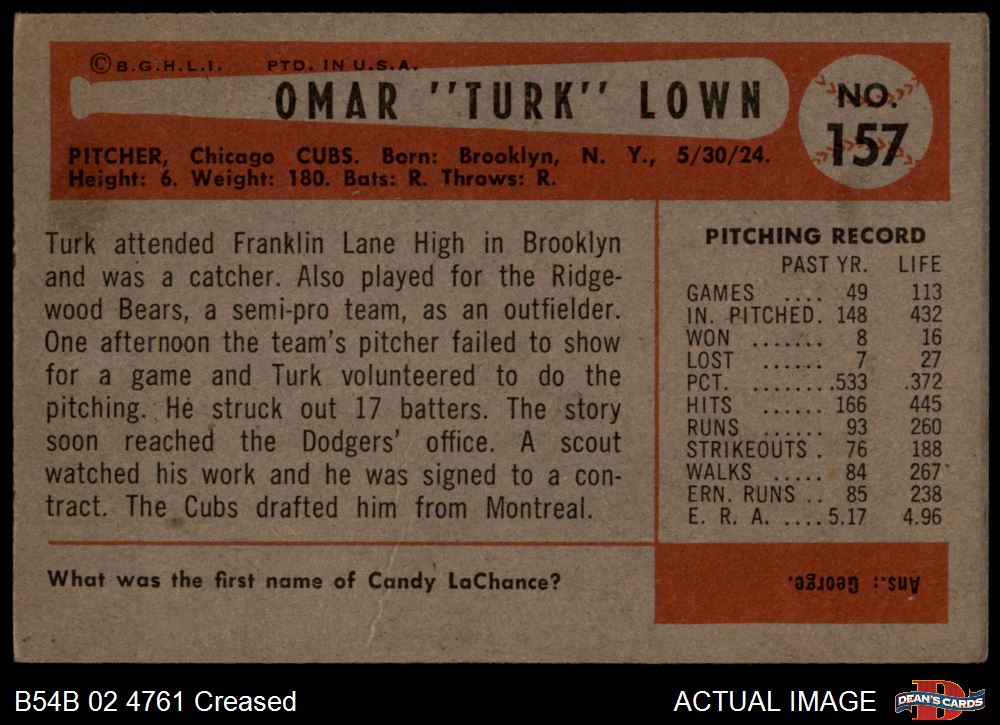 ©B.G.H.L.I. PTD. IN U.S.A.
OMAR "TURK" LOWN
NO.
157
PITCHER, Chicago CUBS. Born: Brooklyn, N. Y., 5/30/24.
Height: 6. Weight: 180. Bats: R. Throws: R.
Turk attended Franklin Lane High in Brooklyn
and was a catcher. Also played for the Ridge-
wood Bears, a semi-pro team, as an outfielder.
One afternoon the team's pitcher failed to show
for a game and Turk volunteered to do the
pitching. He struck out 17 batters. The story
soon reached the Dodgers' office. A scout
watched his work and he was signed to a con-
tract. The Cubs drafted him from Montreal.
PITCHING RECORD
PAST YR. LIFE
GAMES .... 49 113
IN. PITCHED. 148 432
WON ....... 8 16
LOST ...... 7 27
PCT. ........ .533 .372
HITS ...... 166 445
RUNS ...... 93 260
STRIKEOUTS . 76 188
WALKS ..... 84 267
ERN. RUNS .. 85 238
E. R. A. .... 5.17 4.96
What was the first name of Candy LaChance?
Ans.: George.
B54B 02 4761 Creased
ACTUAL IMAGE
D
DEAN'S CARDS